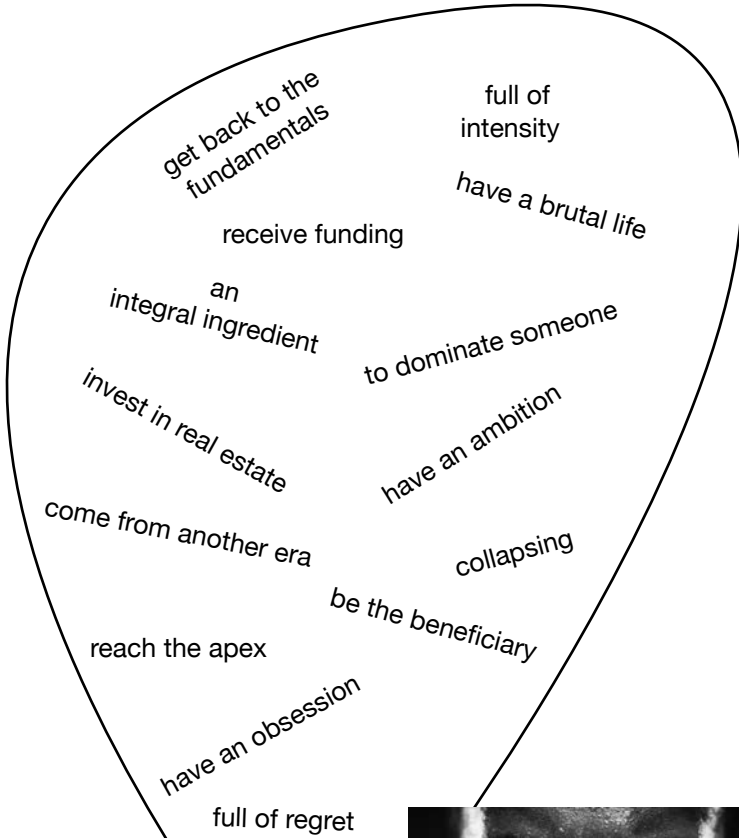 get back to the
fundamentals
full of
intensity
have a brutal life
receive funding
an
integral ingredient
to dominate someone
invest in real estate
have an ambition
come from another era
collapsing
be the beneficiary
reach the apex
have an obsession
full of regret